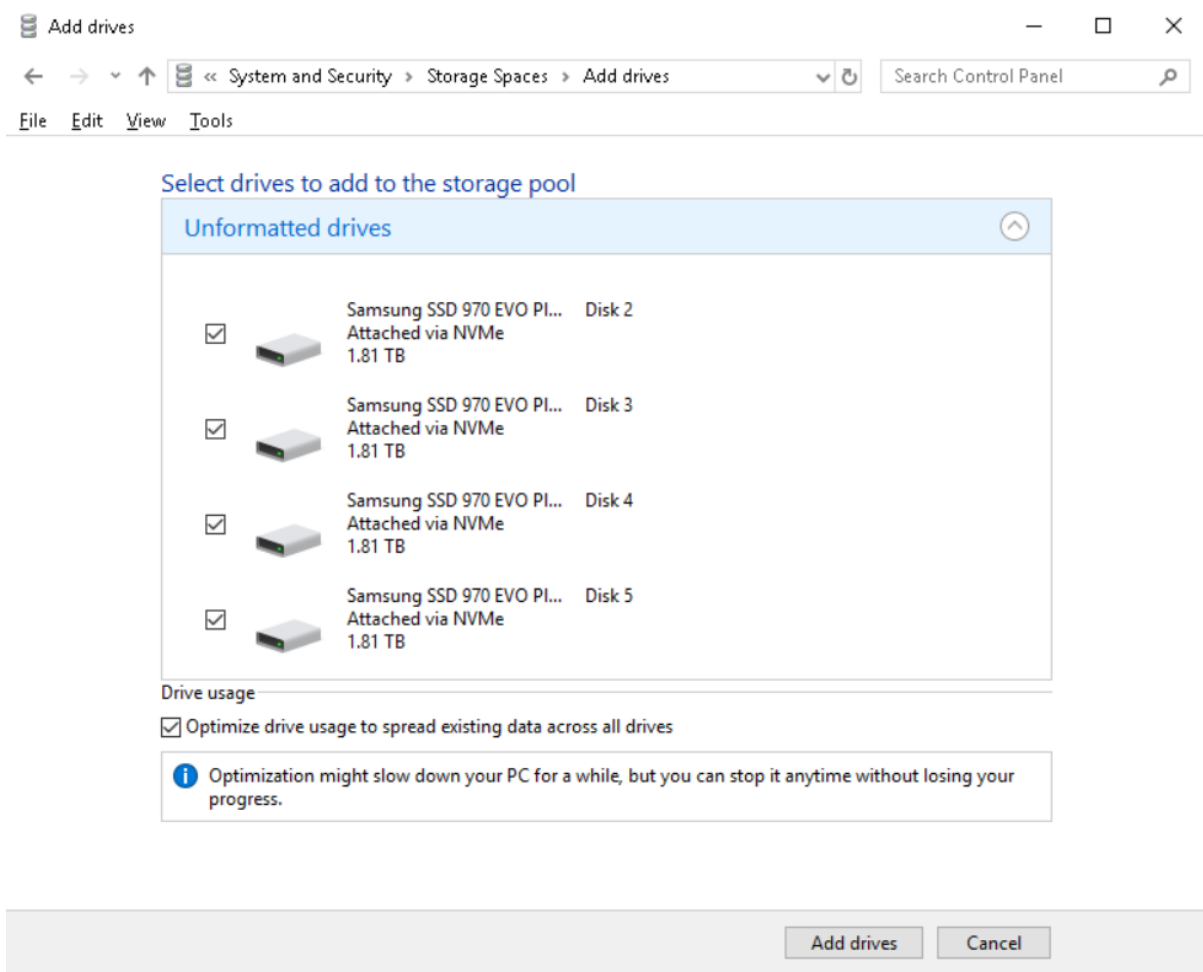 Add drives
« System and Security › Storage Spaces › Add drives
Search Control Panel
File Edit View Tools
Select drives to add to the storage pool
Unformatted drives
Samsung SSD 970 EVO Pl... Disk 2
Attached via NVMe
1.81 TB
Samsung SSD 970 EVO Pl... Disk 3
Attached via NVMe
1.81 TB
Samsung SSD 970 EVO Pl... Disk 4
Attached via NVMe
1.81 TB
Samsung SSD 970 EVO Pl... Disk 5
Attached via NVMe
1.81 TB
Drive usage
Optimize drive usage to spread existing data across all drives
Optimization might slow down your PC for a while, but you can stop it anytime without losing your
progress.
Add drives Cancel